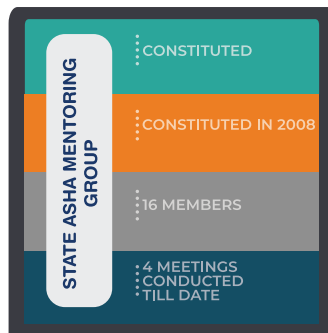 STATE ASHA MENTORING
GROUP
CONSTITUTED
CONSTITUTED IN 2008
16 MEMBERS
4 MEETINGS
CONDUCTED
TILL DATE